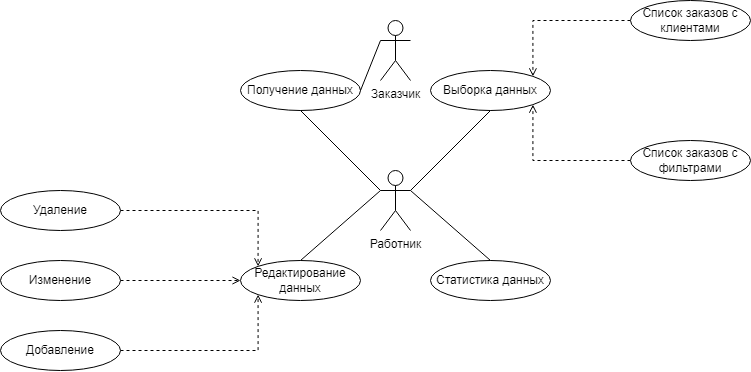 Список заказов с
клиентами
Получение данных
Заказчик
Выборка данных
Список заказов с
фильтрами
Удаление
Работник
Изменение
Редактирование
данных
Статистика данных
Добавление